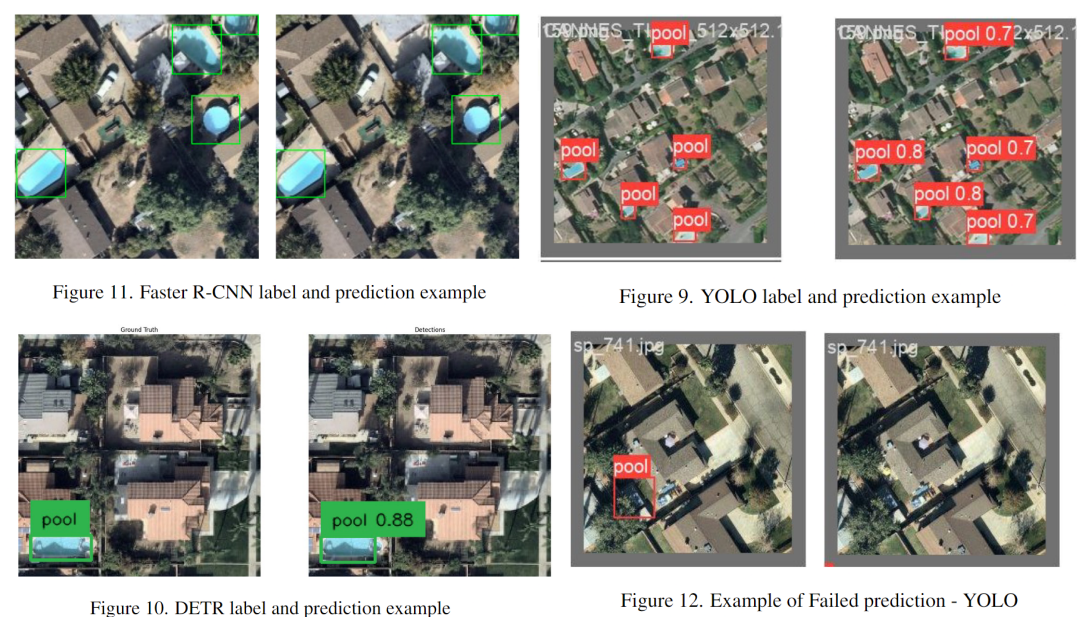 pool
pool 0.7
pool
pool
pool
pool
pool 0.8
pool 0.7
pool 0.8
pool 0.7
Figure 11. Faster R-CNN label and prediction example
Figure 9. YOLO label and prediction example
Ground Truth
Detections
pool
pool 0.88
sp_741.jpg
pool
sp_741.jpg
Figure 10. DETR label and prediction example
Figure 12. Example of Failed prediction - YOLO